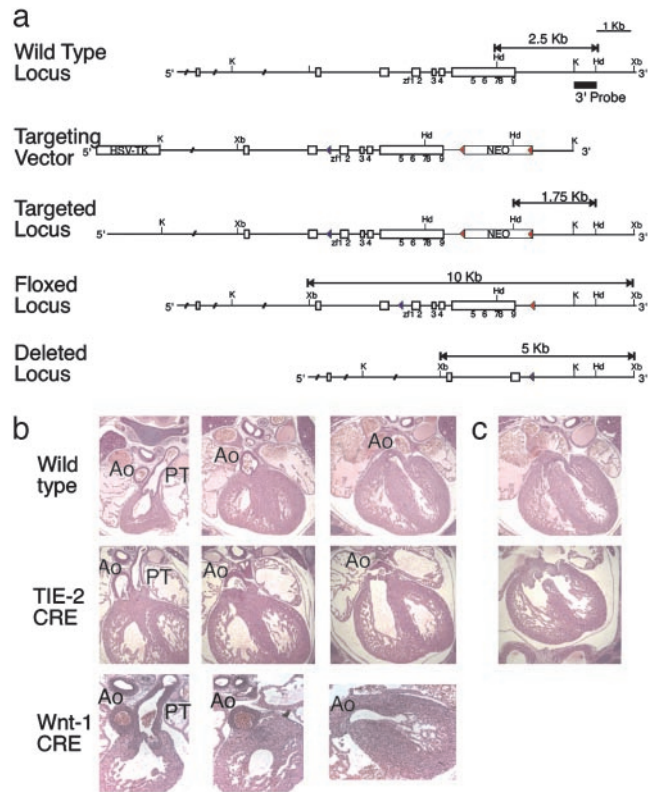 a
1 Kb
2.5 Kb
Wild Type Locus
5' K Hd K Hd Xb 3'
zf1 2 3 4 5 6 78 9
3' Probe
Targeting Vector
5' HSV-TK K Xb Hd NEO K 3'
zf1 2 3 4 5 6 78 9
1.75 Kb
Targeted Locus
5' K Xb Hd Hd NEO K Hd Xb 3'
zf1 2 3 4 5 6 78 9
10 Kb
Floxed Locus
5' K Xb Hd K Hd Xb 3'
zf1 2 3 4 5 6 78 9
5 Kb
Deleted Locus
5' K Xb K Hd Xb 3'
b
c
Wild type
Ao PT Ao Ao
TIE-2 CRE
Ao PT Ao Ao
Wnt-1 CRE
Ao PT Ao Ao